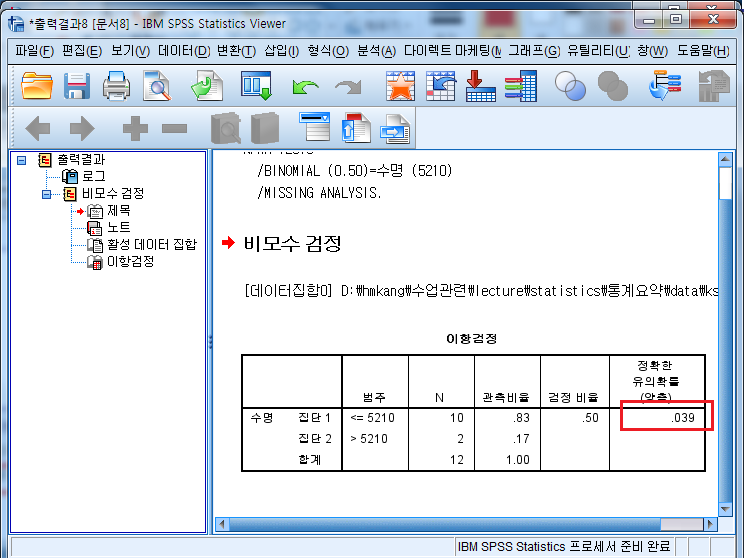 *출력결과8 [문서8] - IBM SPSS Statistics Viewer
파일(F) 편집(E) 보기(V) 데이터(D) 변환(T) 삽입(I) 형식(O) 분석(A) 다이렉트 마케팅(M 그래프(G) 유틸리티(U) 창(W) 도움말(H)
출력결과
로그
비모수 검정
제목
노트
활성 데이터 집합
이항검정
/BINOMIAL (0.50)=수명 (5210)
/MISSING ANALYSIS.
비모수 검정
[데이터집합0] D:\hmkang\수업관련\lecture\statistics\통계요약\data\ks
이항검정
범주 N 관측비율 검정 비율 정확한 유의확률 (양측)
수명 집단 1 <= 5210 10 .83 .50 .039
집단 2 > 5210 2 .17
합계 12 1.00
IBM SPSS Statistics 프로세서 준비 완료